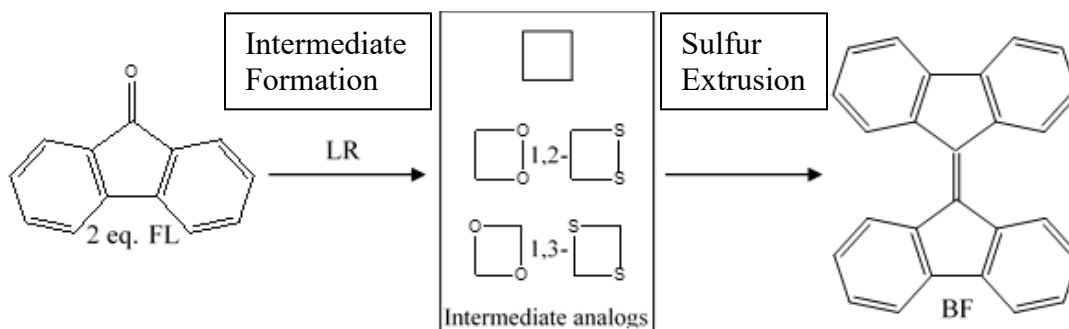 Intermediate
Formation
Sulfur
Extrusion
O
2 eq. FL
LR
O
O
1,2-
S
S
O
O
1,3-
S
S
Intermediate analogs
BF